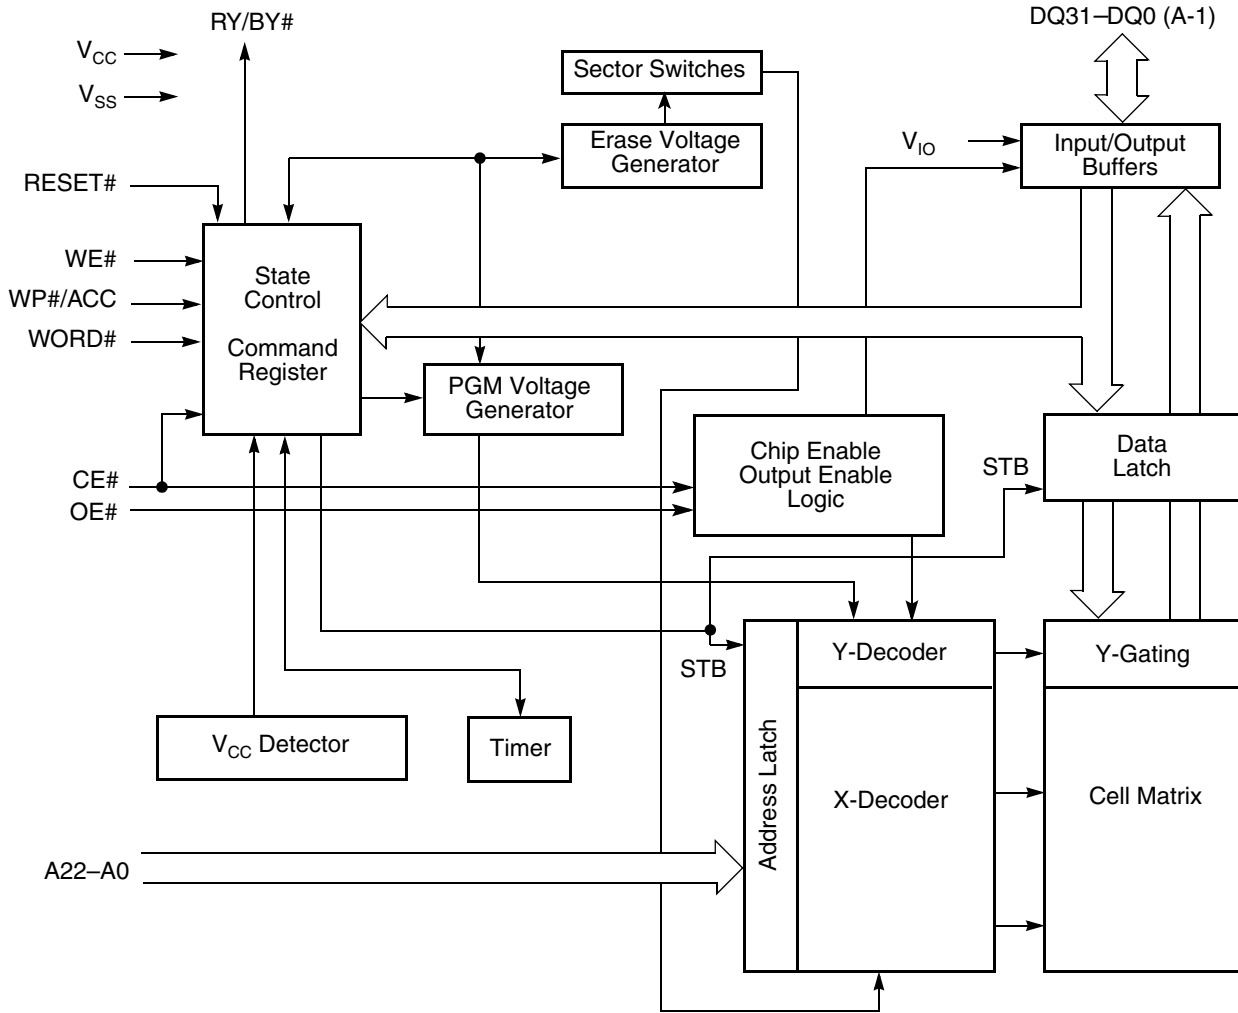 RY/BY#
DQ31–DQ0 (A-1)
VCC
VSS
Sector Switches
Erase Voltage
Generator
VIO
Input/Output
Buffers
RESET#
WE#
WP#/ACC
WORD#
State
Control
Command
Register
PGM Voltage
Generator
Chip Enable
Output Enable
Logic
STB
Data
Latch
CE#
OE#
STB
Y-Decoder
Y-Gating
VCC Detector
Timer
Address Latch
X-Decoder
Cell Matrix
A22–A0